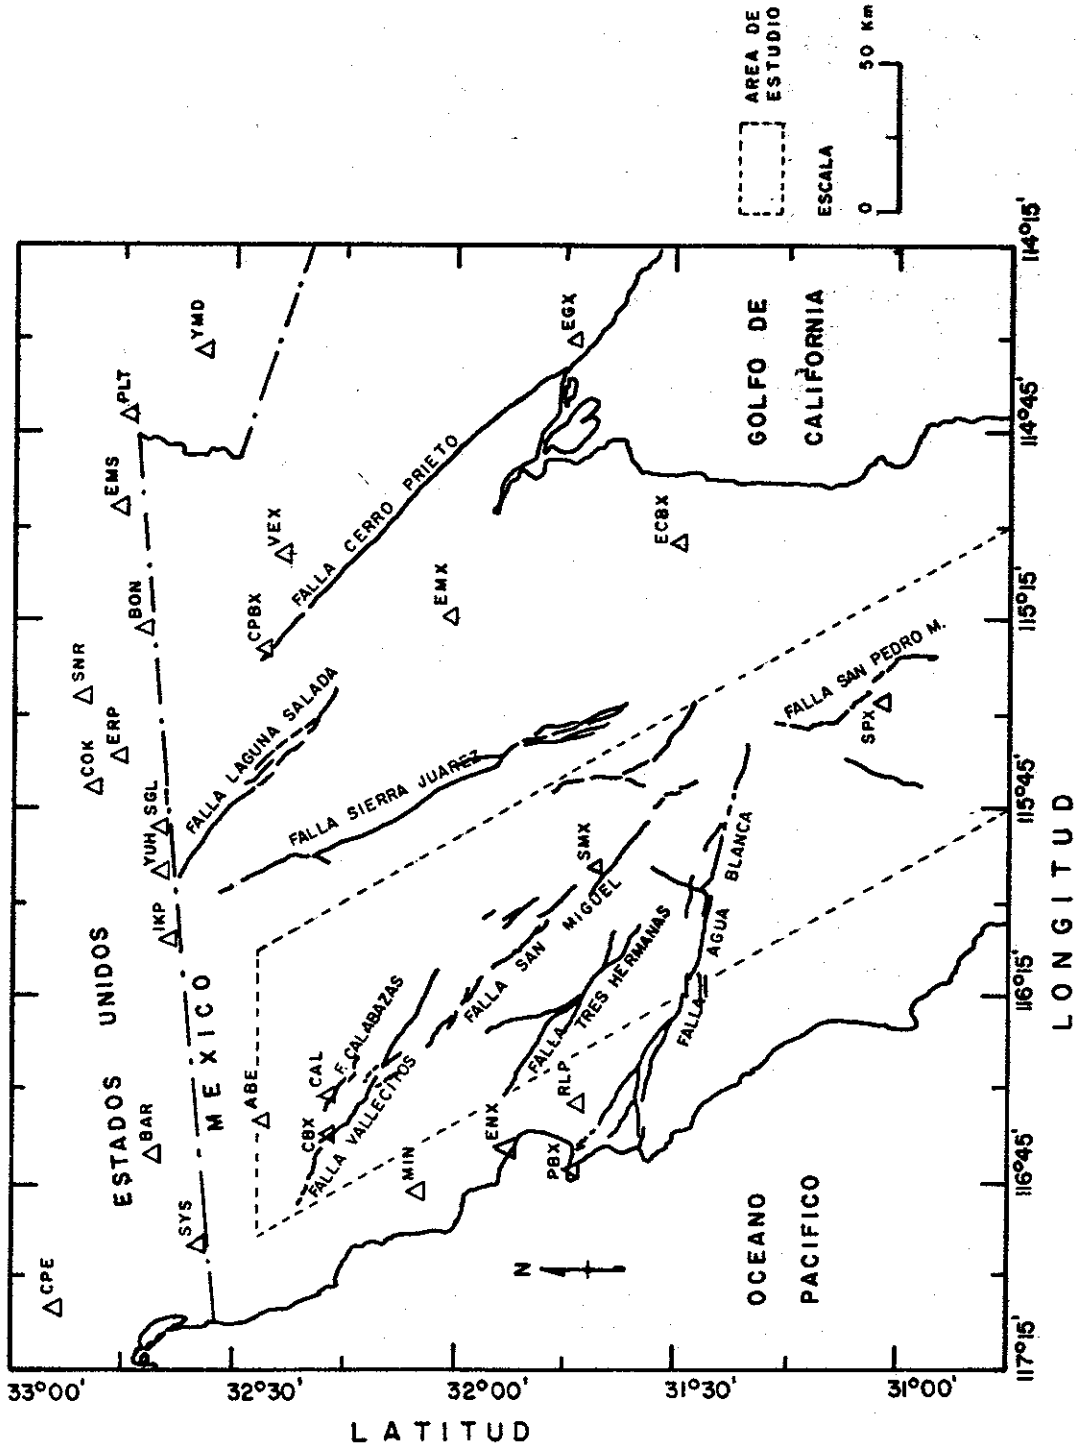 CPE
SYS
BAR
ESTADOS UNIDOS
MEXICO
IKP
YUH
SGL
COK
ERP
SNR
BON
EMS
PLT
YMD
ABE
CBX
CAL
F. CALABAZAS
FALLA VALLECITOS
MIN
ENX
RLP
PBX
FALLA TRES HERMANAS
FALLA SAN MIGUEL
SMX
FALLA AGUA BLANCA
FALLA LAGUNA SALADA
FALLA SIERRA JUAREZ
CPBX
VEX
FALLA CERRO PRIETO
EMX
ECBX
EGX
FALLA SAN PEDRO M.
SPX
GOLFO DE
CALIFORNIA
OCEANO
PACIFICO
N
33°00'
32°30'
32°00'
31°30'
31°00'
LATITUD
117°15'
116°45'
116°15'
115°45'
115°15'
114°45'
114°15'
LONGITUD
AREA DE
ESTUDIO
ESCALA
0
50 Km